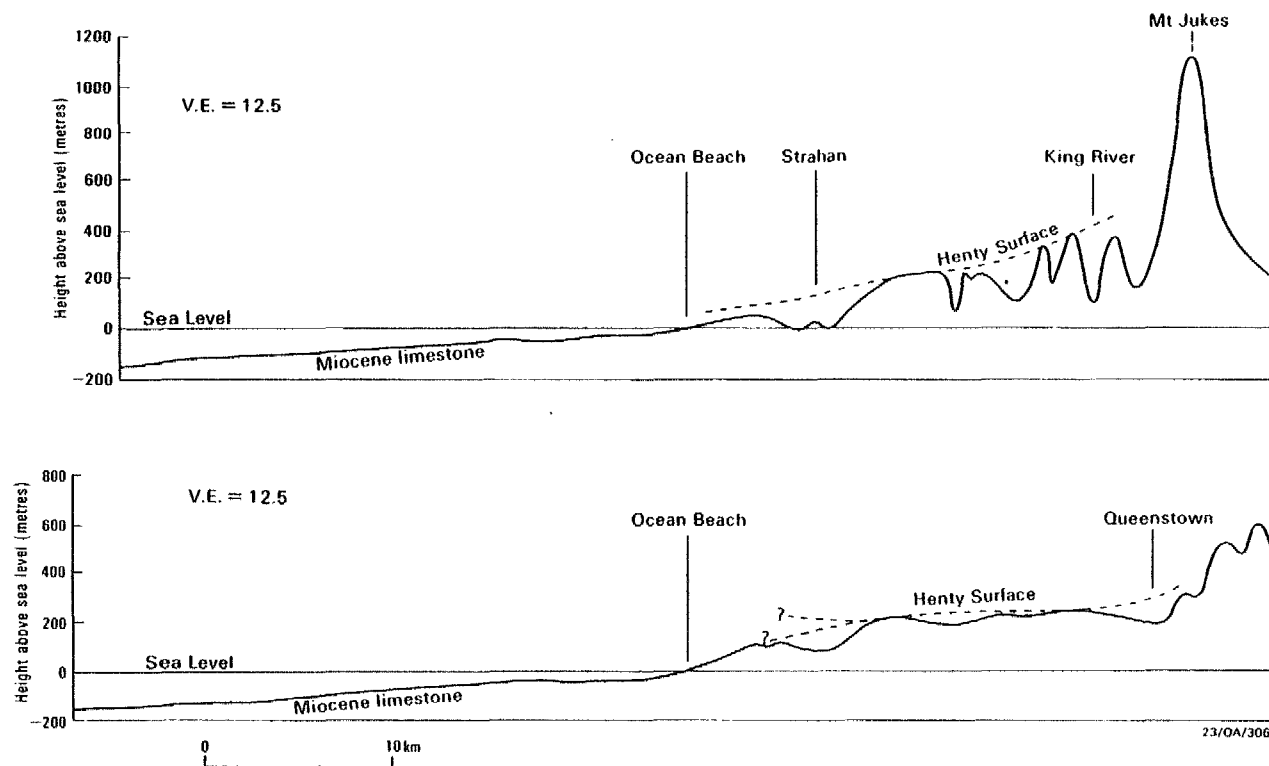 Mt Jukes
1200
1000
800
600
400
200
0
−200
Height above sea level (metres)
V.E. = 12.5
Ocean Beach
Strahan
King River
Henty Surface
Sea Level
Miocene limestone
800
600
400
200
0
−200
Height above sea level (metres)
V.E. = 12.5
Ocean Beach
Queenstown
?
Henty Surface
?
Sea Level
Miocene limestone
23/OA/306
0 10km